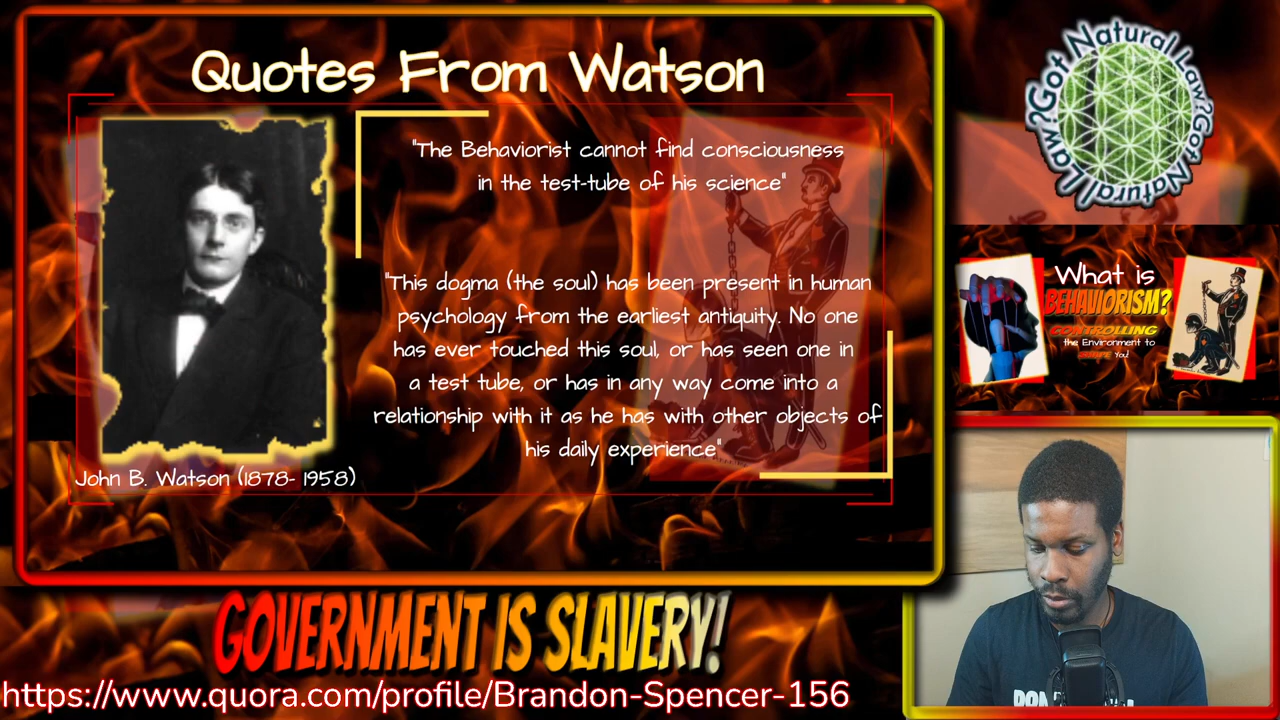 Quotes From Watson
"The Behaviorist cannot find consciousness
in the test-tube of his science"
"This dogma (the soul) has been present in human
psychology from the earliest antiquity. No one
has ever touched this soul, or has seen one in
a test tube, or has in any way come into a
relationship with it as he has with other objects of
his daily experience"
John B. Watson (1878- 1958)
?Got Natural Law?Got Natural Law
What is
BEHAVIORISM?
CONTROLLING
the Environment to
You!
GOVERNMENT IS SLAVERY!
https://www.quora.com/profile/Brandon-Spencer-156